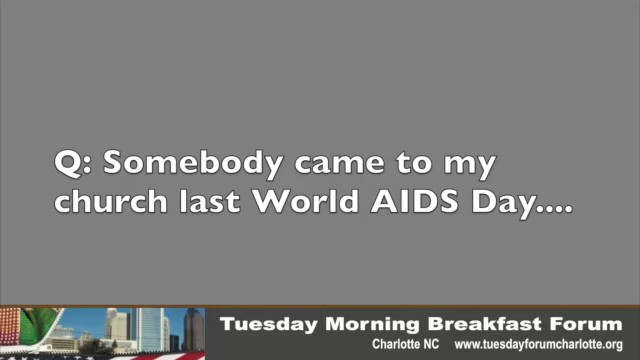 Q: Somebody came to my
church last World AIDS Day....
Tuesday Morning Breakfast Forum
Charlotte NC www.tuesdayforumcharlotte.org